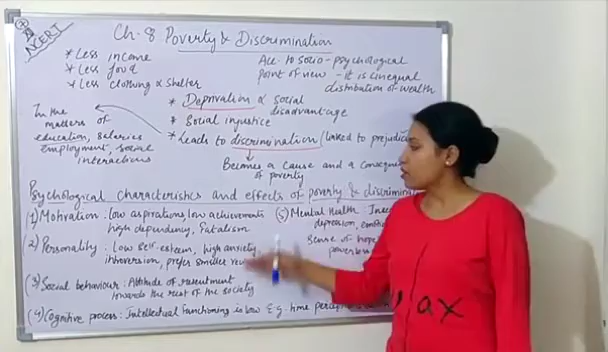 NCERT
Ch-8 Poverty & Discrimination
* Less income
* Less food
* Less clothing & shelter
Acc to socio-psychological
point of view - it is unequal
distribution of wealth
* Deprivation & social
disadvantage
* Social injustice
* Leads to discrimination/linked to
Becomes a cause and a
of poverty
In the
matters of
education, salaries
employment, social
interactions
Psychological characteristics and effects of poverty &
(1) Motivation: low aspirations low achievements
high dependency, Fatalism
(2) Personality: Low self-esteem, high anxiety,
introversion, prefer smaller
(3) Social behaviour: Attitude of resentment
towards the rest of the society
(4) Cognitive process: Intellectual functioning is low E.g. time
(5) Mental Health:
depression,
Sense of
ax